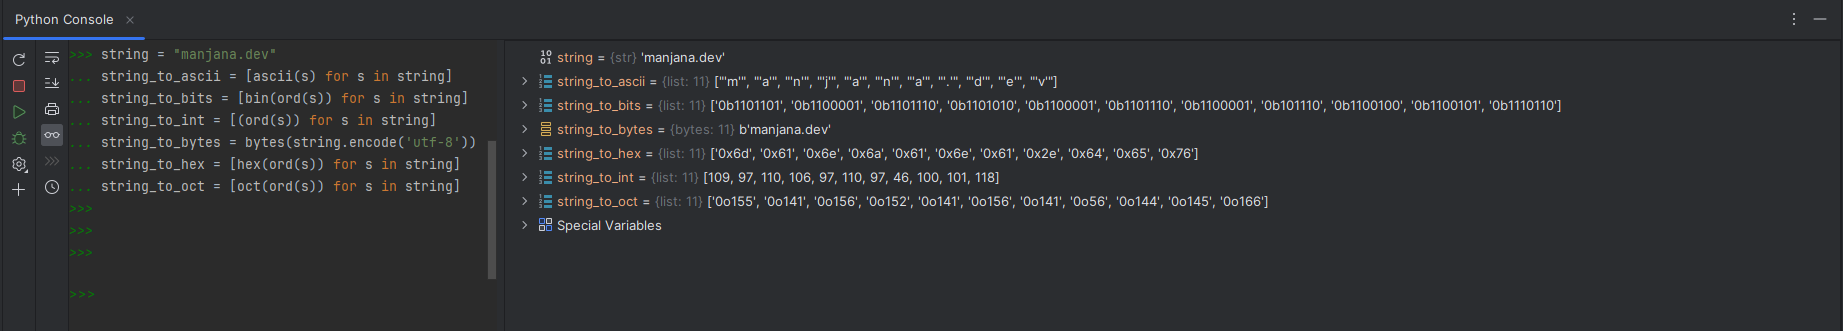 Python Console
>>> string = "manjana.dev"
... string_to_ascii = [ascii(s) for s in string]
... string_to_bits = [bin(ord(s)) for s in string]
... string_to_int = [(ord(s)) for s in string]
... string_to_bytes = bytes(string.encode('utf-8'))
... string_to_hex = [hex(ord(s)) for s in string]
... string_to_oct = [oct(ord(s)) for s in string]
>>>
>>>
>>>
>>>
string = {str} 'manjana.dev'
string_to_ascii = {list: 11} ["'m'", "'a'", "'n'", "'j'", "'a'", "'n'", "'a'", "'.'", "'d'", "'e'", "'v'"]
string_to_bits = {list: 11} ['0b1101101', '0b1100001', '0b1101110', '0b1101010', '0b1100001', '0b1101110', '0b1100001', '0b101110', '0b1100100', '0b1100101', '0b1110110']
string_to_bytes = {bytes: 11} b'manjana.dev'
string_to_hex = {list: 11} ['0x6d', '0x61', '0x6e', '0x6a', '0x61', '0x6e', '0x61', '0x2e', '0x64', '0x65', '0x76']
string_to_int = {list: 11} [109, 97, 110, 106, 97, 110, 97, 46, 100, 101, 118]
string_to_oct = {list: 11} ['0o155', '0o141', '0o156', '0o152', '0o141', '0o156', '0o141', '0o56', '0o144', '0o145', '0o166']
Special Variables